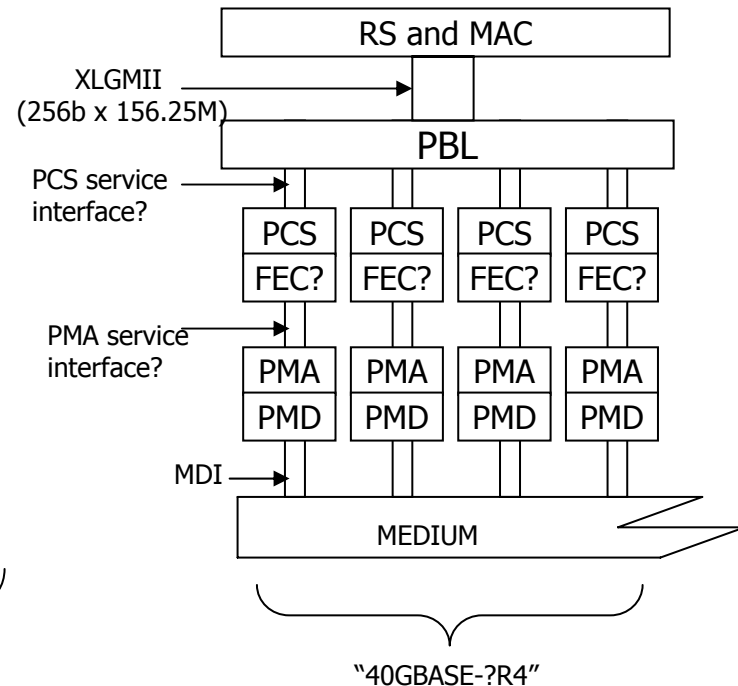 RS and MAC
XLGMII
(256b x 156.25M)
PBL
PCS service
interface?
PCS PCS PCS PCS
FEC? FEC? FEC? FEC?
PMA service
interface?
PMA PMA PMA PMA
PMD PMD PMD PMD
MDI
MEDIUM
“40GBASE-?R4”